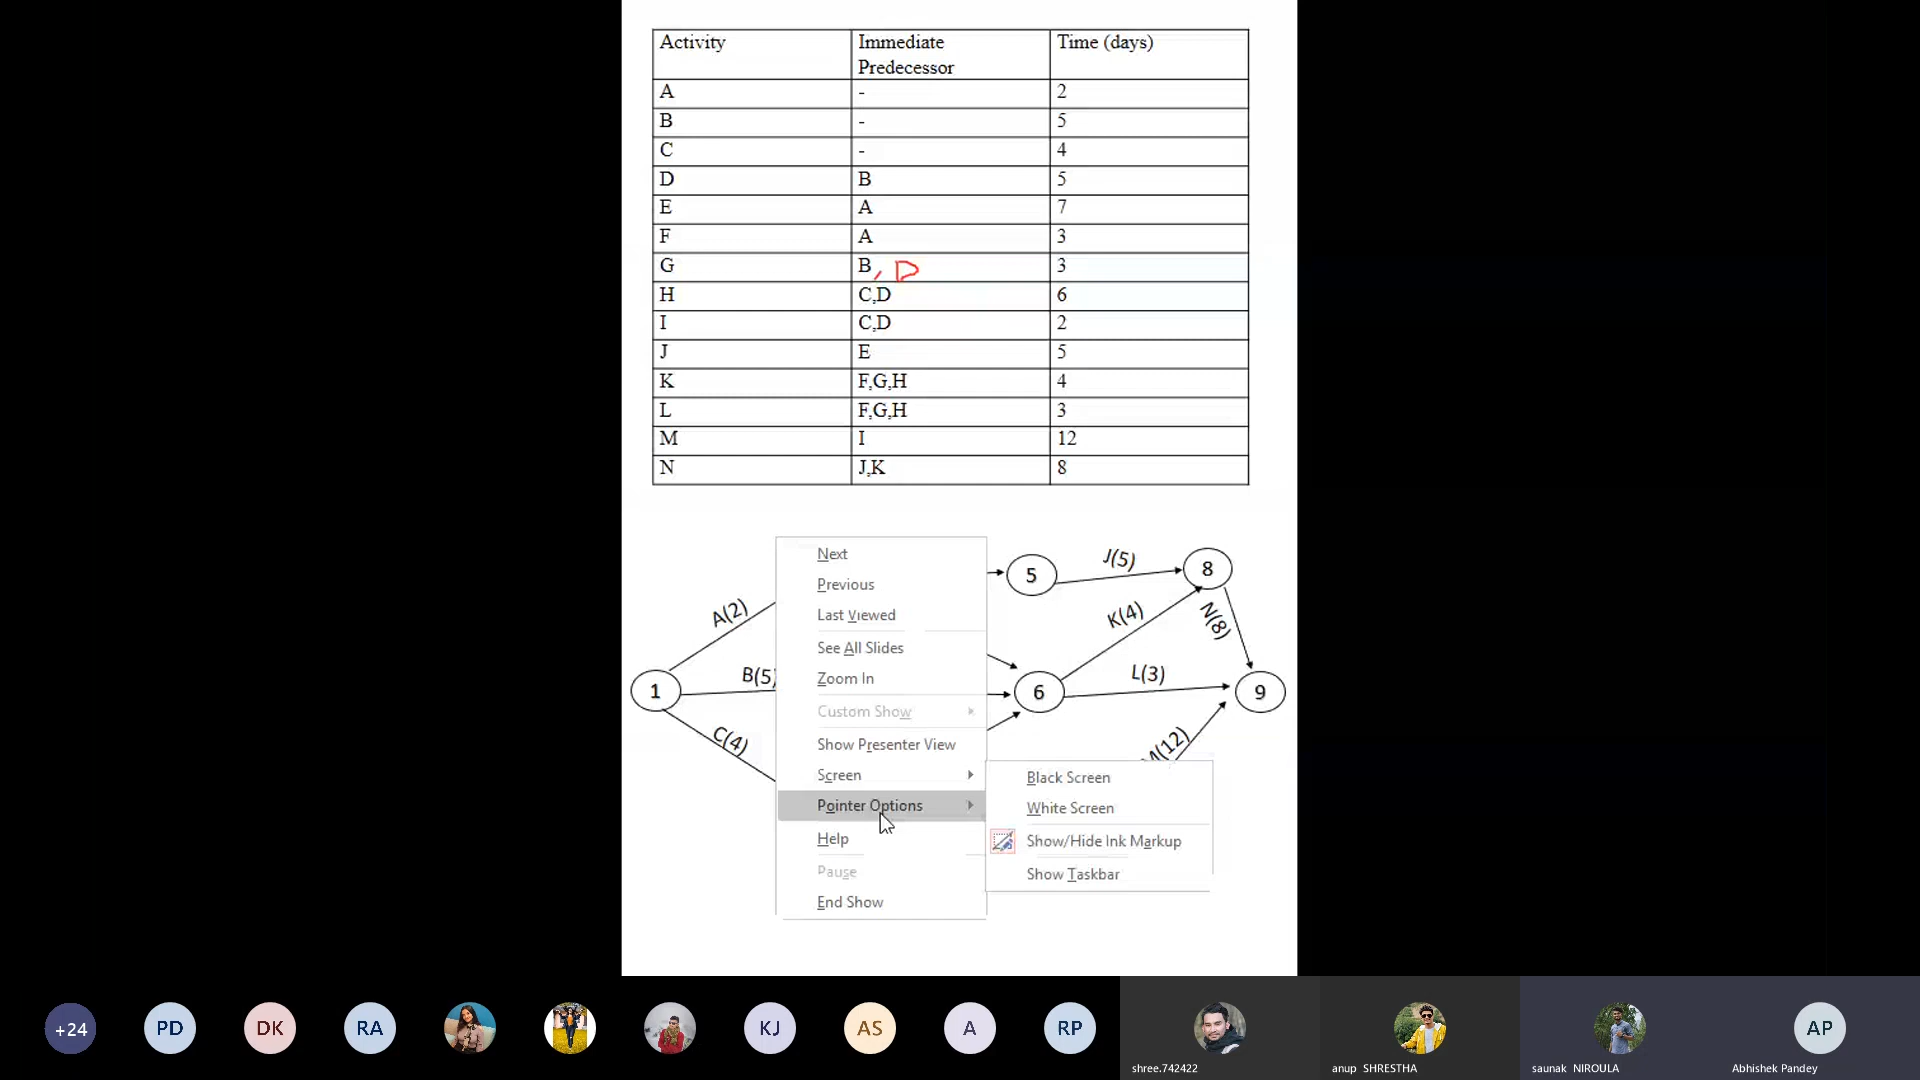 Activity Immediate Predecessor Time (days)
A - 2
B - 5
C - 4
D B 5
E A 7
F A 3
G B, D 3
H C,D 6
I C,D 2
J E 5
K F,G,H 4
L F,G,H 3
M I 12
N J,K 8
A(2)
B(5)
C(4)
1
5
J(5)
8
K(4)
N(8)
6
L(3)
9
M(12)
Next
Previous
Last Viewed
See All Slides
Zoom In
Custom Show
Show Presenter View
Screen
Pointer Options
Help
Pause
End Show
Black Screen
White Screen
Show/Hide Ink Markup
Show Taskbar
+24 PD DK RA KJ AS A RP AP
shree.742422 anup SHRESTHA saunak NIROULA Abhishek Pandey